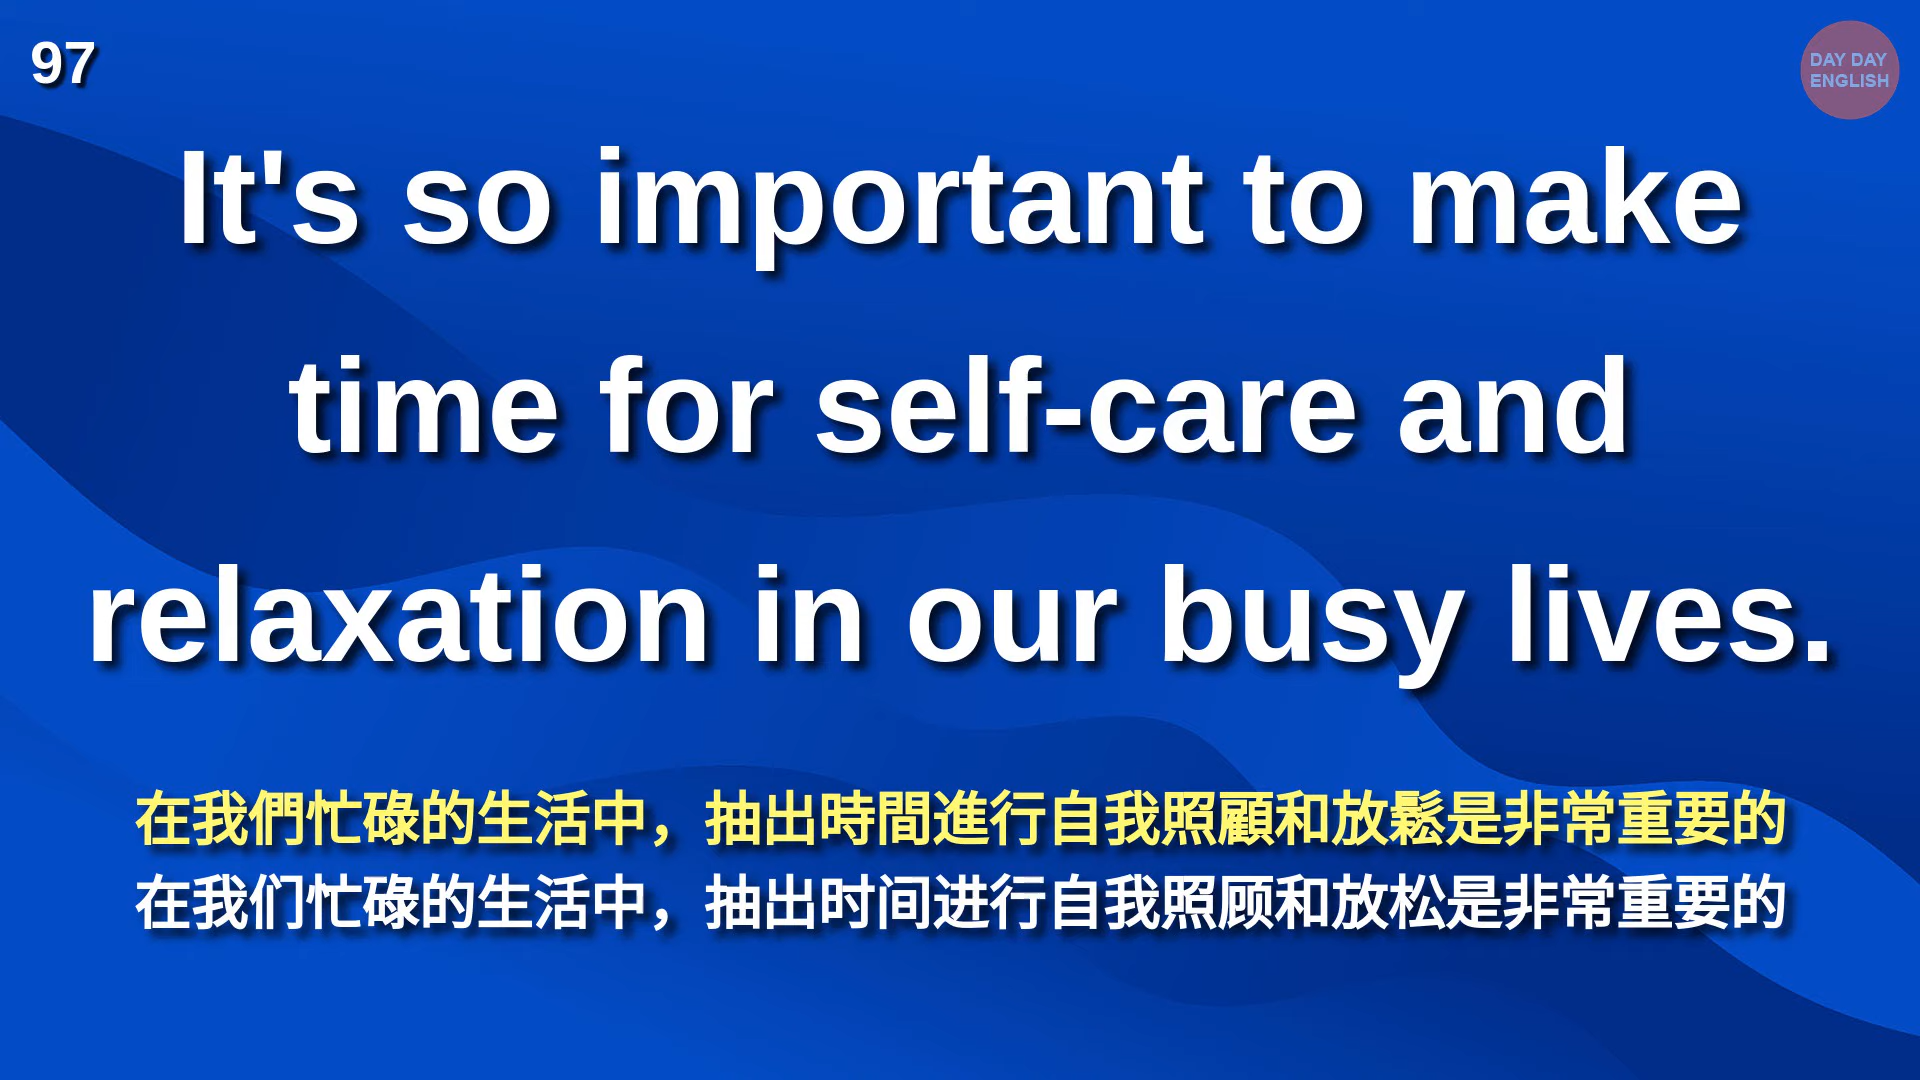 97
DAY DAY
ENGLISH
It's so important to make
time for self-care and
relaxation in our busy lives.
在我們忙碌的生活中，抽出時間進行自我照顧和放鬆是非常重要的
在我们忙碌的生活中，抽出时间进行自我照顾和放松是非常重要的